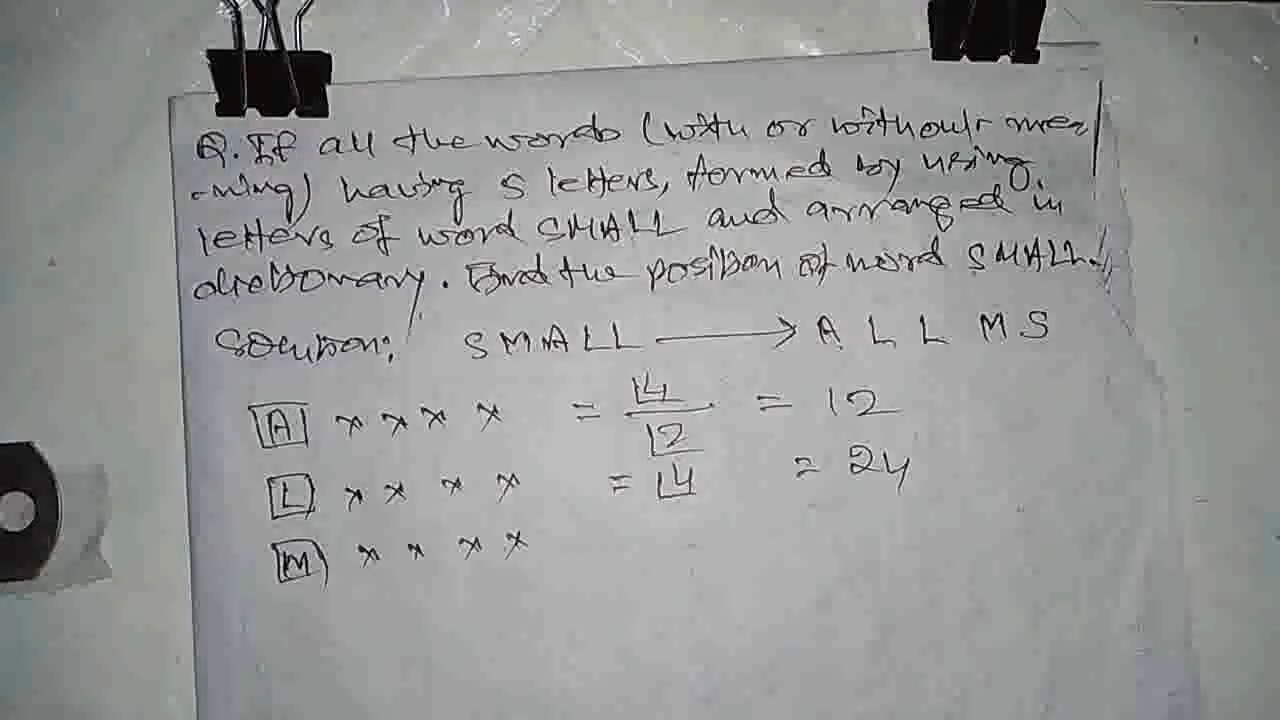 Q. If all the words (with or without mea
-ning) having 5 letters, formed by using
letters of word SMALL and arranged in
dictionary. Find the position of word SMALL.
Solution: SMALL → A L L M S
A × × × × = ⌊4 / ⌊2 = 12
L × × × × = ⌊4 = 24
M × × × ×